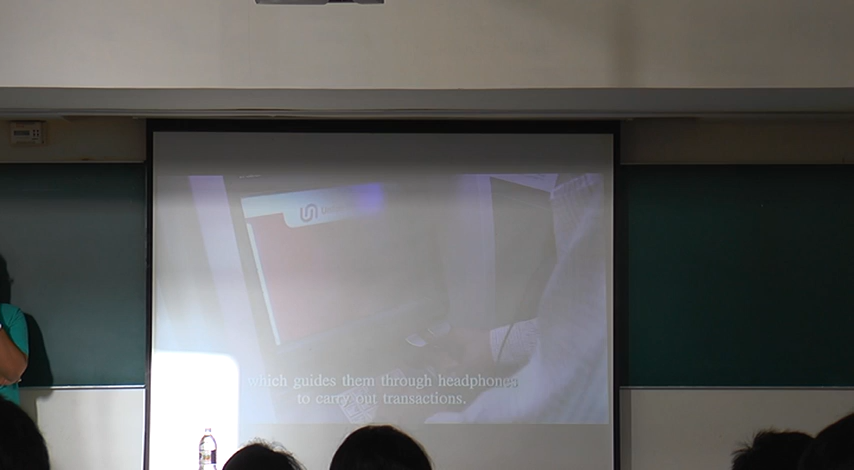 which guides them through headphones
to carry out transactions.